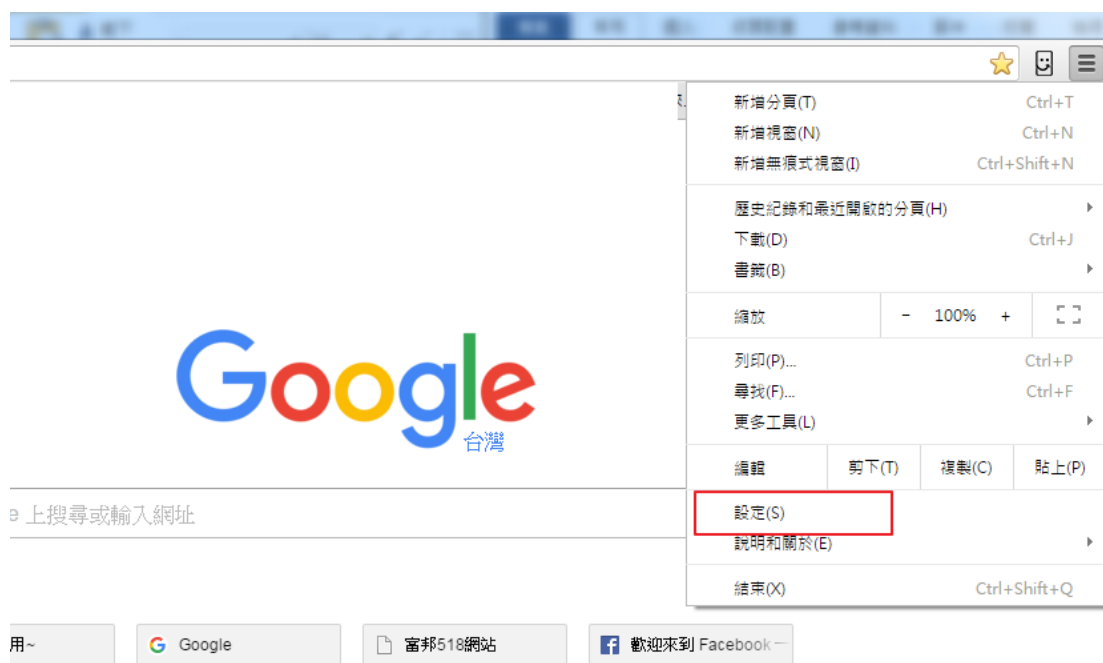 新增分頁(T) Ctrl+T
新增視窗(N) Ctrl+N
新增無痕式視窗(I) Ctrl+Shift+N
歷史紀錄和最近開啟的分頁(H)
下載(D) Ctrl+J
書籤(B)
縮放 - 100% +
列印(P)... Ctrl+P
尋找(F)... Ctrl+F
更多工具(L)
編輯 剪下(T) 複製(C) 貼上(P)
設定(S)
說明和關於(E)
結束(X) Ctrl+Shift+Q
Google
台灣
e 上搜尋或輸入網址
用~ Google 富邦518網站 歡迎來到 Facebook